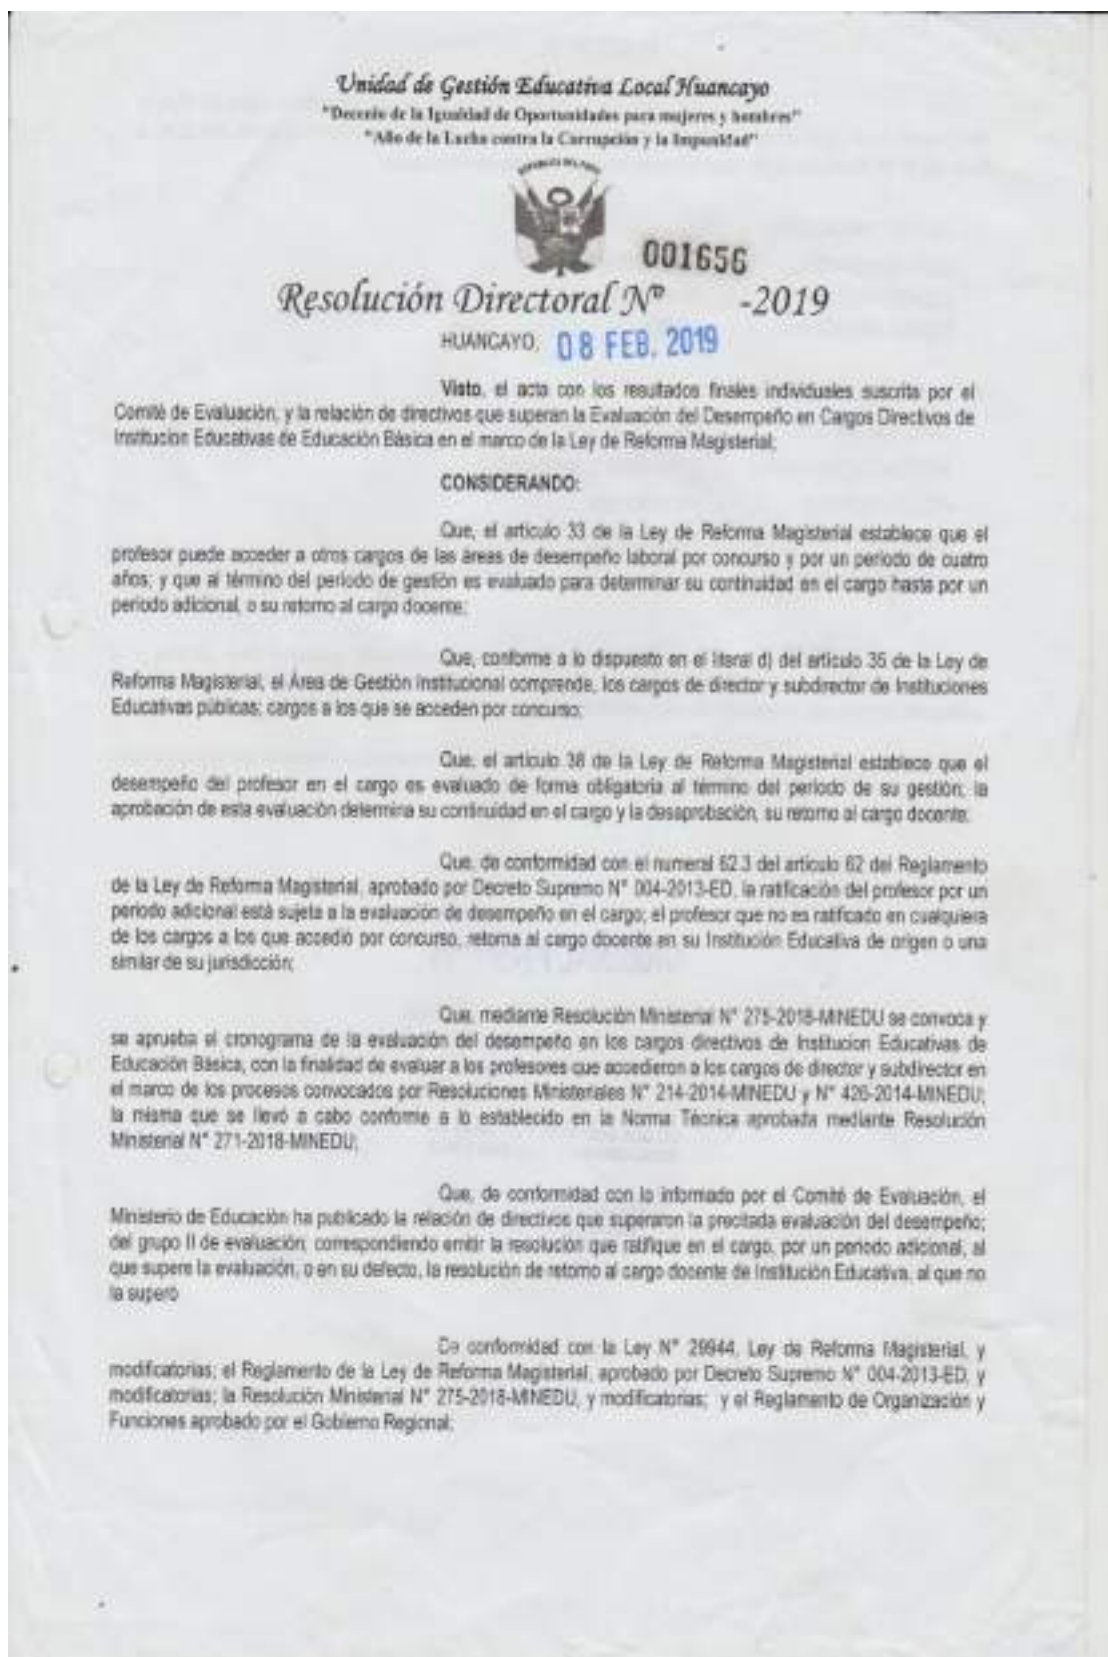 Unidad de Gestión Educativa Local Huancayo
"Decenio de la Igualdad de Oportunidades para mujeres y hombres"
"Año de la Lucha contra la Corrupción y la Impunidad"
REPUBLICA DEL PERU
001656
Resolución Directoral Nº -2019
HUANCAYO, 08 FEB. 2019
Visto, el acta con los resultados finales individuales suscrita por el
Comité de Evaluación, y la relación de directivos que superan la Evaluación del Desempeño en Cargos Directivos de
Institucion Educativas de Educación Básica en el marco de la Ley de Reforma Magisterial;
CONSIDERANDO:
Que, el artículo 33 de la Ley de Reforma Magisterial establece que el
profesor puede acceder a otros cargos de las áreas de desempeño laboral por concurso y por un periodo de cuatro
años; y que al término del periodo de gestión es evaluado para determinar su continuidad en el cargo hasta por un
periodo adicional, o su retorno al cargo docente;
Que, conforme a lo dispuesto en el literal d) del artículo 35 de la Ley de
Reforma Magisterial, el Área de Gestión Institucional comprende, los cargos de director y subdirector de Instituciones
Educativas públicas; cargos a los que se acceden por concurso;
Que, el artículo 38 de la Ley de Reforma Magisterial establece que el
desempeño del profesor en el cargo es evaluado de forma obligatoria al término del periodo de su gestión; la
aprobación de esta evaluación determina su continuidad en el cargo y la desaprobación, su retorno al cargo docente;
Que, de conformidad con el numeral 62.3 del artículo 62 del Reglamento
de la Ley de Reforma Magisterial, aprobado por Decreto Supremo N° 004-2013-ED, la ratificación del profesor por un
periodo adicional está sujeta a la evaluación de desempeño en el cargo; el profesor que no es ratificado en cualquiera
de los cargos a los que accedió por concurso, retorna al cargo docente en su Institución Educativa de origen o una
similar de su jurisdicción;
Que, mediante Resolución Ministerial N° 275-2018-MINEDU se convoca y
se aprueba el cronograma de la evaluación del desempeño en los cargos directivos de Institucion Educativas de
Educación Básica, con la finalidad de evaluar a los profesores que accedieron a los cargos de director y subdirector en
el marco de los procesos convocados por Resoluciones Ministeriales N° 214-2014-MINEDU y N° 426-2014-MINEDU;
la misma que se llevó a cabo conforme a lo establecido en la Norma Técnica aprobada mediante Resolución
Ministerial N° 271-2018-MINEDU;
Que, de conformidad con lo informado por el Comité de Evaluación, el
Ministerio de Educación ha publicado la relación de directivos que superaron la precitada evaluación del desempeño;
del grupo II de evaluación, correspondiendo emitir la resolución que ratifique en el cargo, por un periodo adicional, al
que supere la evaluación, o en su defecto, la resolución de retorno al cargo docente de Institución Educativa, al que no
la superó
De conformidad con la Ley N° 29944, Ley de Reforma Magisterial, y
modificatorias; el Reglamento de la Ley de Reforma Magisterial, aprobado por Decreto Supremo N° 004-2013-ED, y
modificatorias; la Resolución Ministerial N° 275-2018-MINEDU, y modificatorias; y el Reglamento de Organización y
Funciones aprobado por el Gobierno Regional;